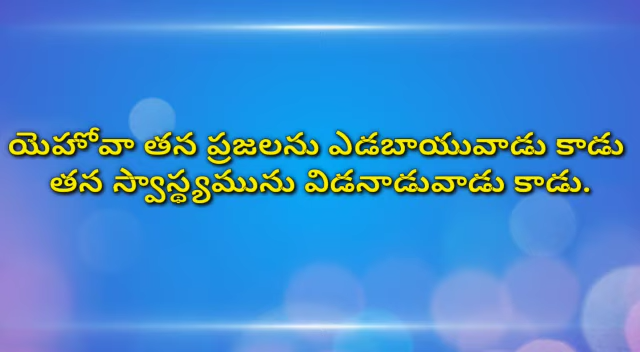 యెహోవా తన ప్రజలను ఎడబాయువాడు కాడు
తన స్వాస్థ్యమును విడనాడువాడు కాడు.